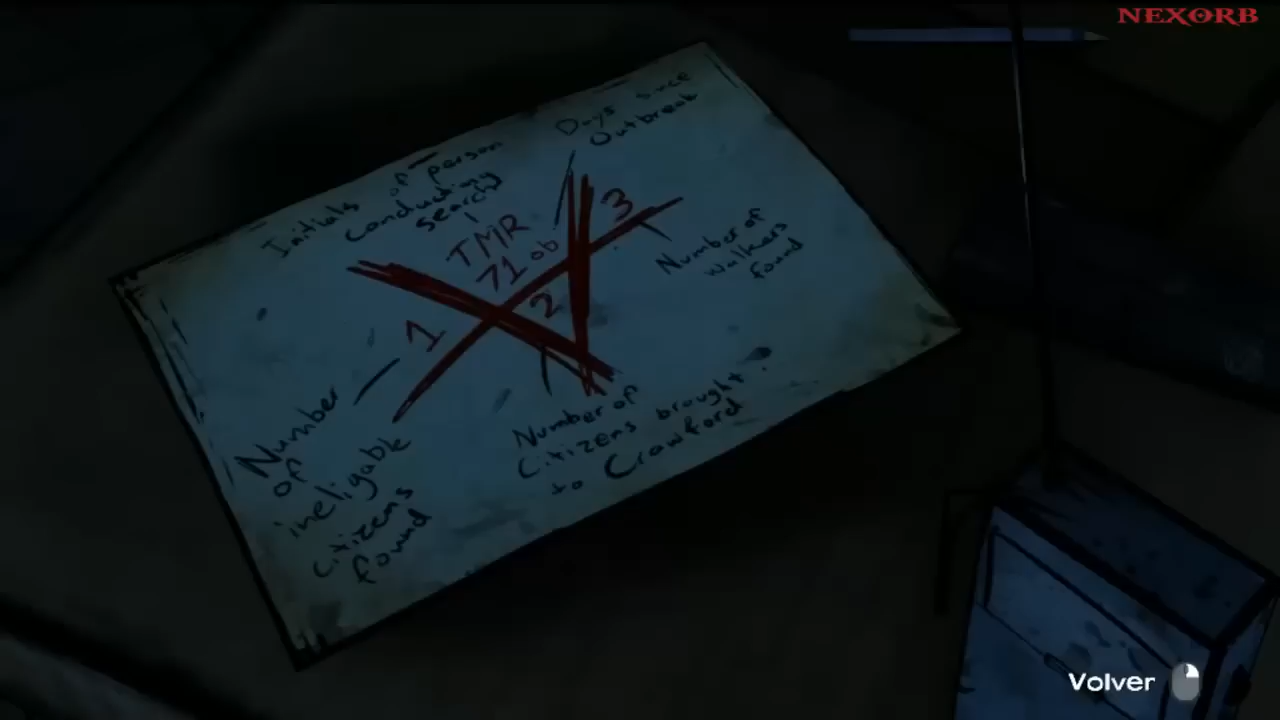 NEXORB
Days since
Outbreak
Initials of person
conducting
search
TMR
71 ob
3
1
2
Number of
walkers
found
Number
of
ineligable
citizens
found
Number of
Citizens brought
to Crawford
Volver